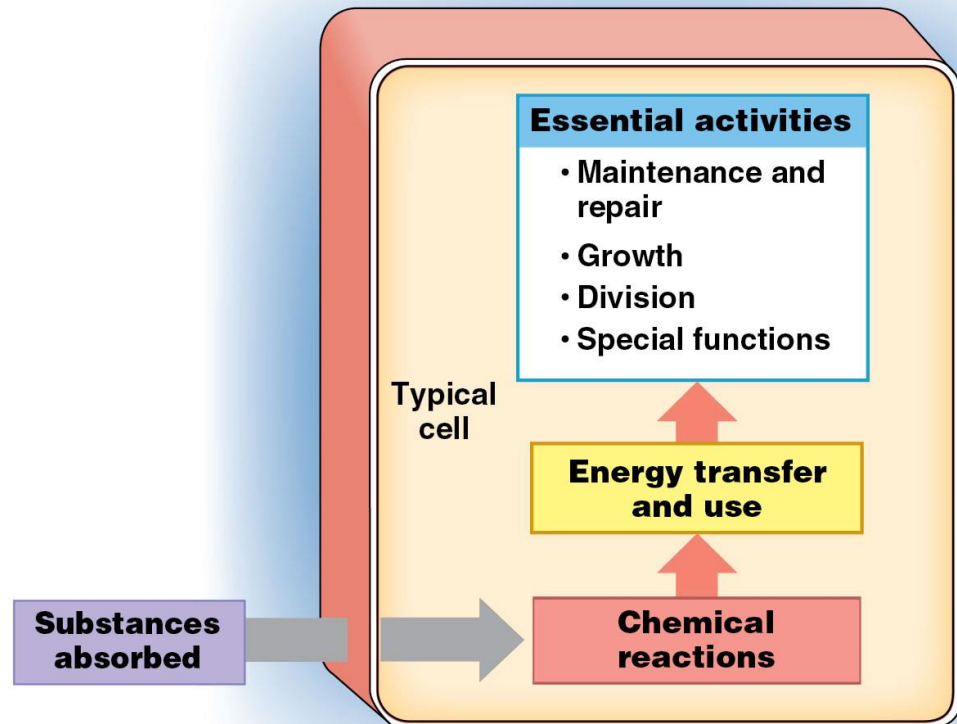 Essential activities
• Maintenance and
repair
• Growth
• Division
• Special functions
Typical
cell
Energy transfer
and use
Substances
absorbed
Chemical
reactions